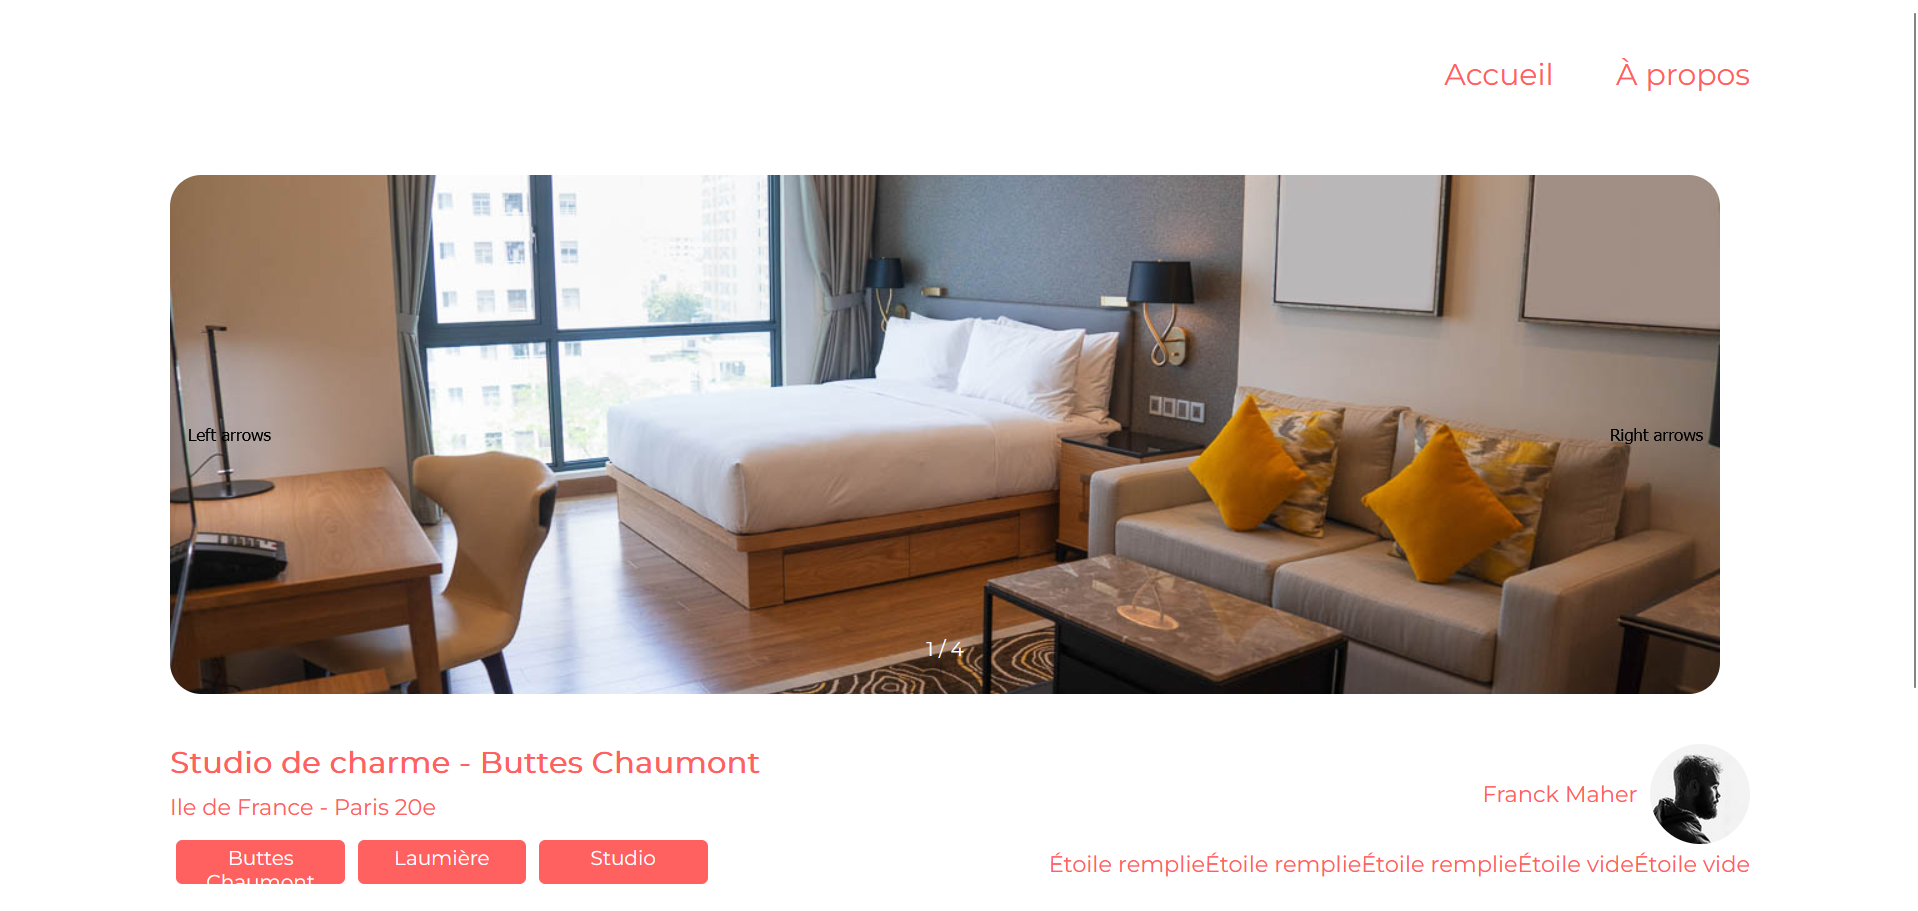 Accueil À propos
Left arrows
Right arrows
1 / 4
Studio de charme - Buttes Chaumont
Ile de France - Paris 20e
Franck Maher
Buttes
Chaumont
Laumière
Studio
Étoile remplieÉtoile remplieÉtoile remplieÉtoile videÉtoile vide